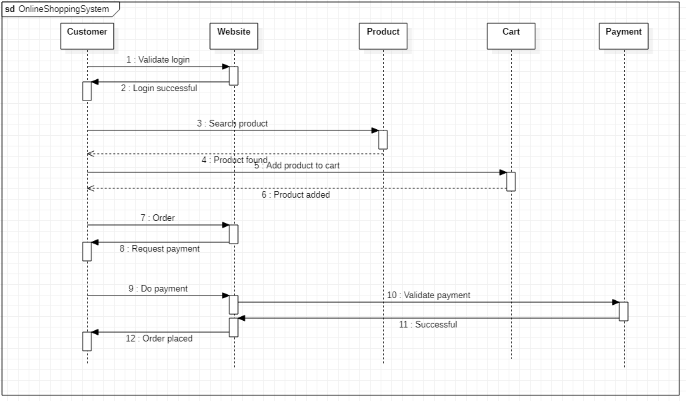 sd OnlineShoppingSystem
Customer
Website
Product
Cart
Payment
1 : Validate login
2 : Login successful
3 : Search product
4 : Product found
5 : Add product to cart
6 : Product added
7 : Order
8 : Request payment
9 : Do payment
10 : Validate payment
11 : Successful
12 : Order placed